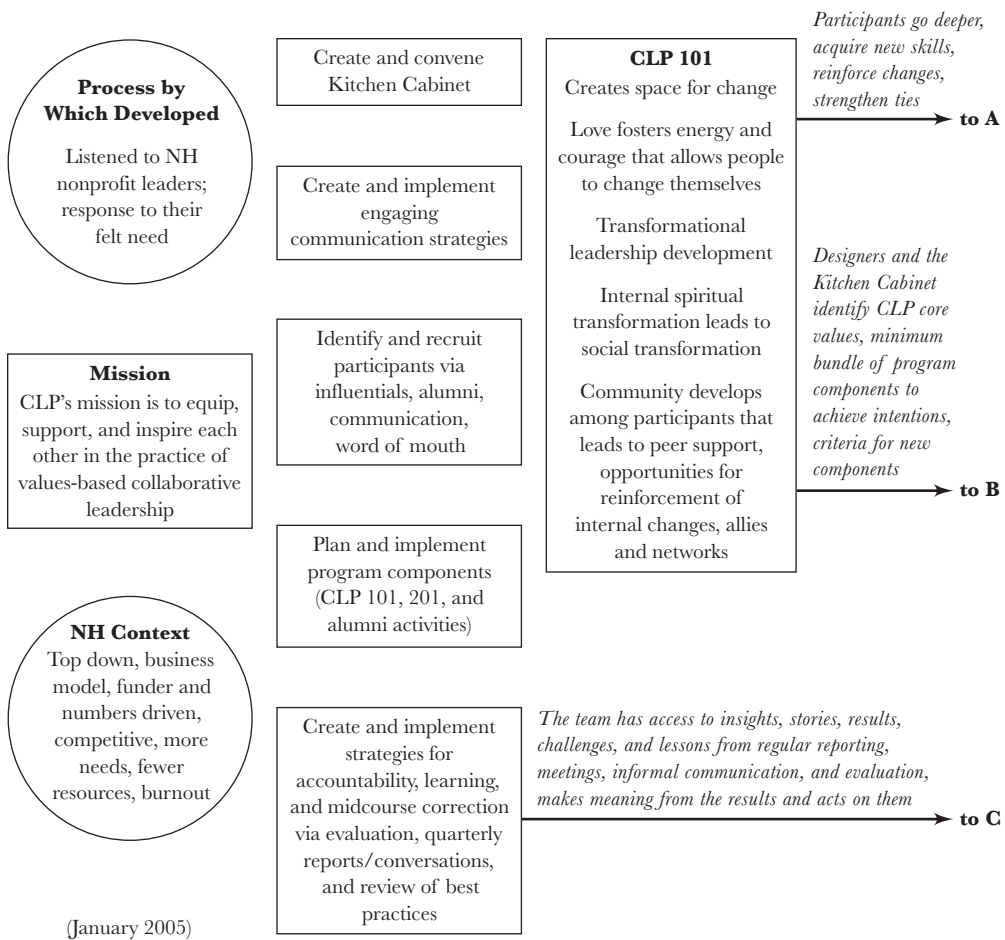 Process by
Which Developed
Listened to NH
nonprofit leaders;
response to their
felt need
Mission
CLP's mission is to equip,
support, and inspire each
other in the practice of
values-based collaborative
leadership
NH Context
Top down, business
model, funder and
numbers driven,
competitive, more
needs, fewer
resources, burnout
(January 2005)
Create and convene
Kitchen Cabinet
Create and implement
engaging
communication strategies
Identify and recruit
participants via
influentials, alumni,
communication,
word of mouth
Plan and implement
program components
(CLP 101, 201, and
alumni activities)
Create and implement
strategies for
accountability, learning,
and midcourse correction
via evaluation, quarterly
reports/conversations,
and review of best
practices
CLP 101
Creates space for change
Love fosters energy and
courage that allows people
to change themselves
Transformational
leadership development
Internal spiritual
transformation leads to
social transformation
Community develops
among participants that
leads to peer support,
opportunities for
reinforcement of
internal changes, allies
and networks
Participants go deeper,
acquire new skills,
reinforce changes,
strengthen ties
to A
Designers and the
Kitchen Cabinet
identify CLP core
values, minimum
bundle of program
components to
achieve intentions,
criteria for new
components
to B
The team has access to insights, stories, results,
challenges, and lessons from regular reporting,
meetings, informal communication, and evaluation,
makes meaning from the results and acts on them
to C